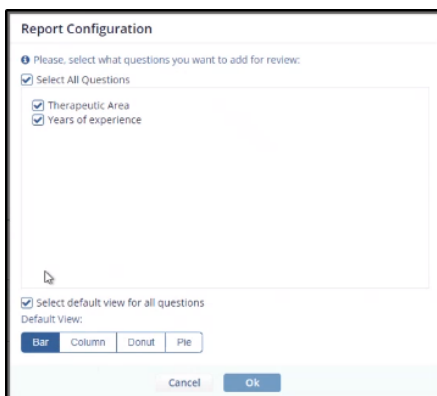 Report Configuration
Please, select what questions you want to add for review:
Select All Questions
Therapeutic Area
Years of experience
Select default view for all questions
Default View:
Bar Column Donut Pie
Cancel Ok